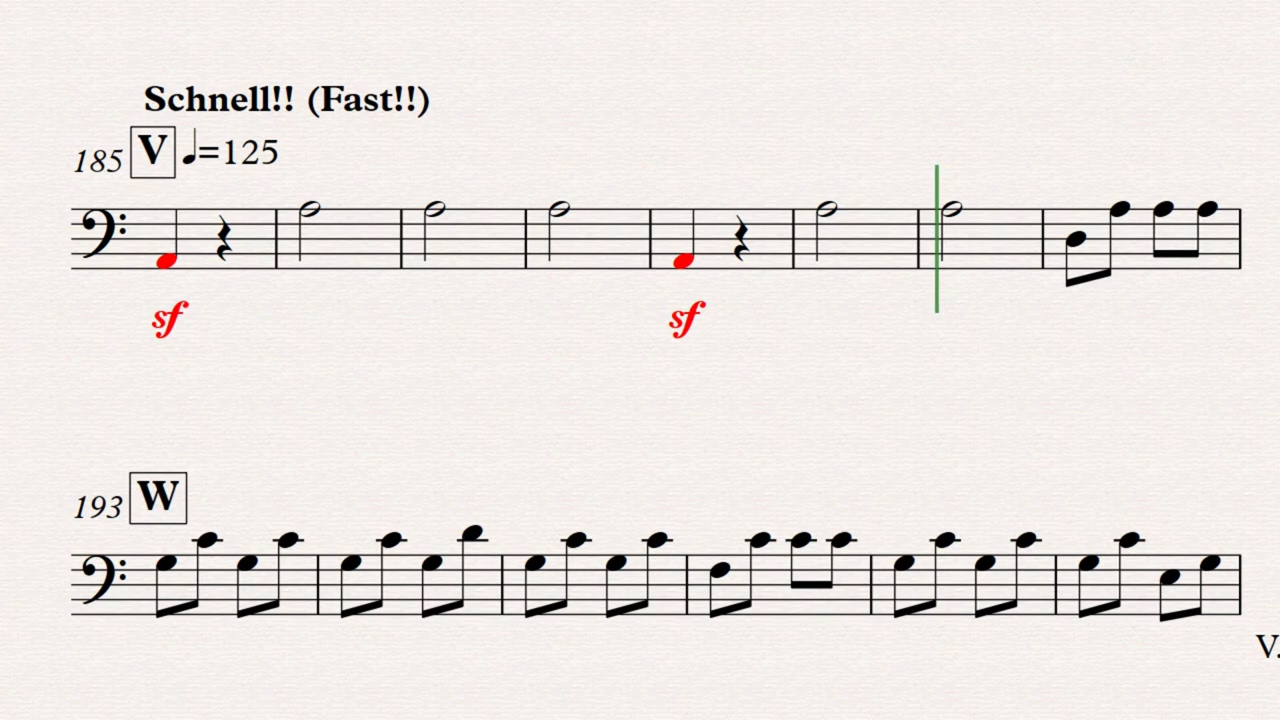 Schnell!! (Fast!!)
185 V ♩=125
sf sf
193 W
V.